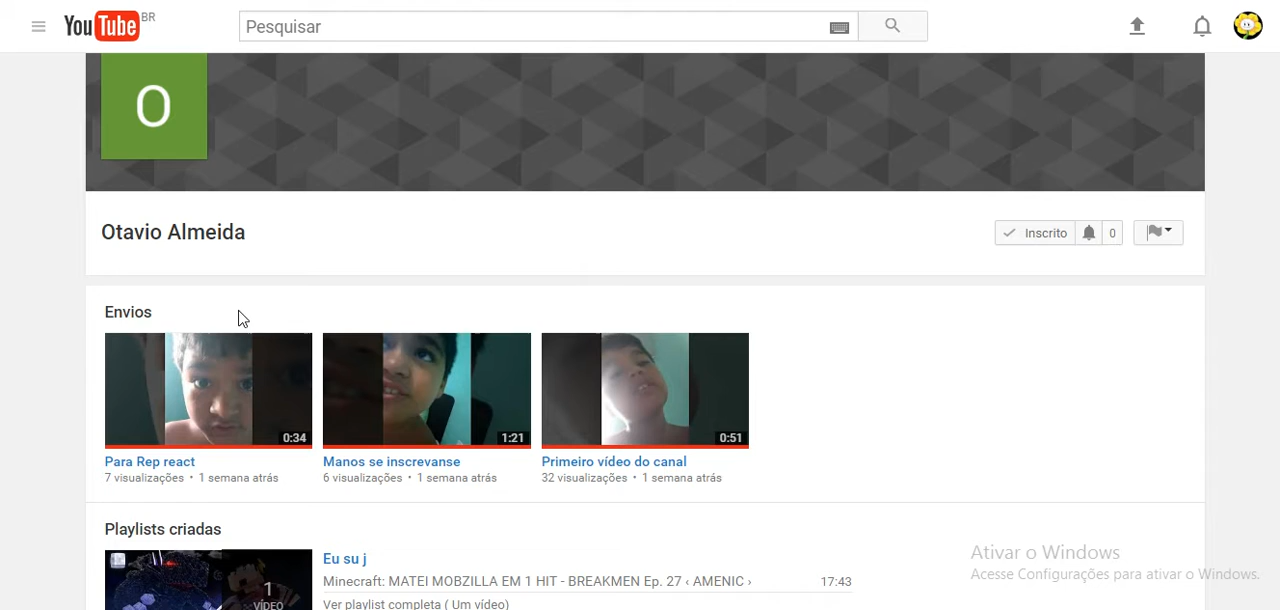 YouTube BR
Pesquisar
O
Otavio Almeida
Inscrito 0
Envios
0:34 1:21 0:51
Para Rep react Manos se inscrevanse Primeiro vídeo do canal
7 visualizações • 1 semana atrás 6 visualizações • 1 semana atrás 32 visualizações • 1 semana atrás
Playlists criadas
Eu su j
Minecraft: MATEI MOBZILLA EM 1 HIT - BREAKMEN Ep. 27 ‹ AMENIC › 17:43
1
VÍDEO
Ver playlist completa ( Um vídeo)
Ativar o Windows
Acesse Configurações para ativar o Windows.